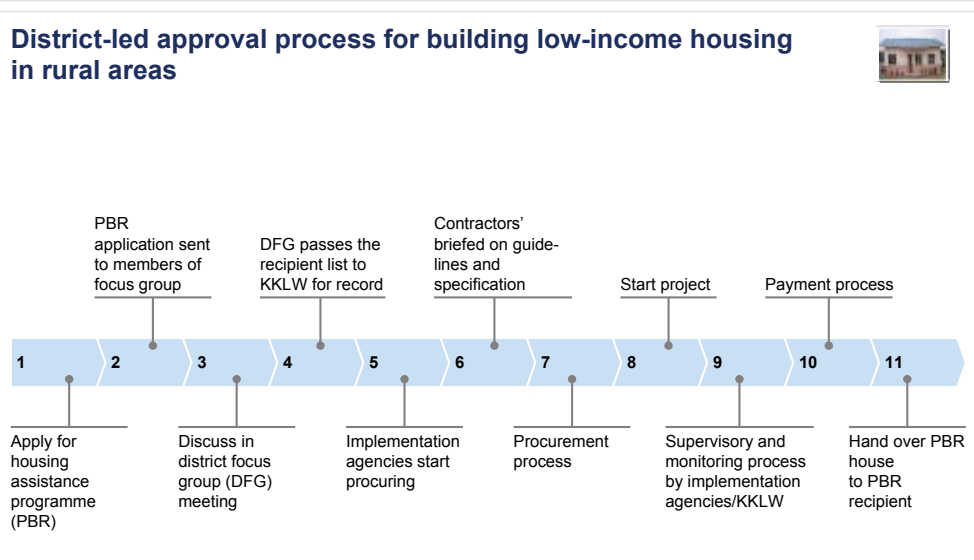 District-led approval process for building low-income housing
in rural areas
PBR
application sent
to members of
focus group
DFG passes the
recipient list to
KKLW for record
Contractors’
briefed on guide-
lines and
specification
Start project
Payment process
1
2
3
4
5
6
7
8
9
10
11
Apply for
housing
assistance
programme
(PBR)
Discuss in
district focus
group (DFG)
meeting
Implementation
agencies start
procuring
Procurement
process
Supervisory and
monitoring process
by implementation
agencies/KKLW
Hand over PBR
house
to PBR
recipient